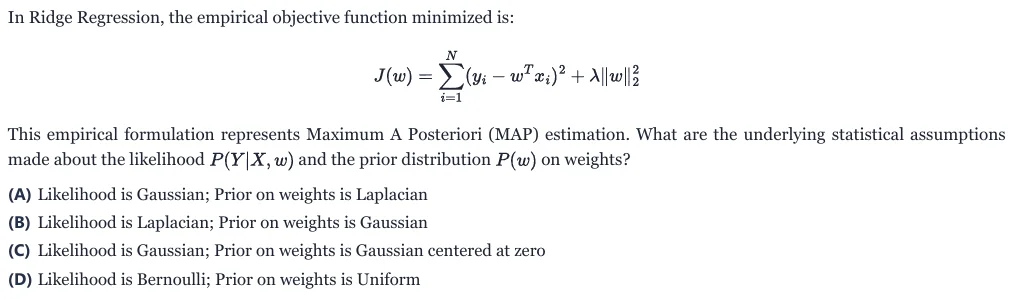 In Ridge Regression, the empirical objective function minimized is:
J(w) = \sum_{i=1}^{N} (y_i − w^T x_i)^2 + λ‖w‖_2^2
This empirical formulation represents Maximum A Posteriori (MAP) estimation. What are the underlying statistical assumptions
made about the likelihood P(Y|X, w) and the prior distribution P(w) on weights?
(A) Likelihood is Gaussian; Prior on weights is Laplacian
(B) Likelihood is Laplacian; Prior on weights is Gaussian
(C) Likelihood is Gaussian; Prior on weights is Gaussian centered at zero
(D) Likelihood is Bernoulli; Prior on weights is Uniform